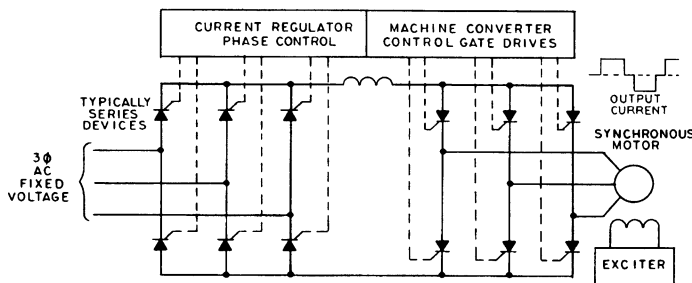 CURRENT REGULATOR
PHASE CONTROL
MACHINE CONVERTER
CONTROL GATE DRIVES
TYPICALLY
SERIES
DEVICES
OUTPUT
CURRENT
SYNCHRONOUS
MOTOR
3Φ
AC
FIXED
VOLTAGE
EXCITER